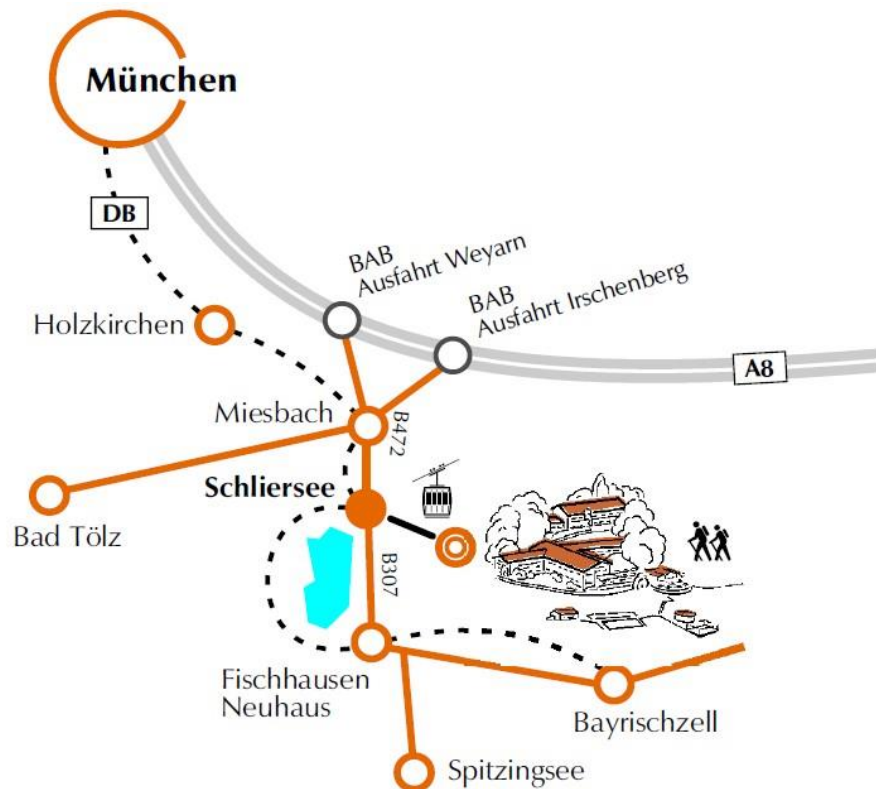 München
DB
BAB
Ausfahrt Weyarn
BAB
Ausfahrt Irschenberg
Holzkirchen
A8
Miesbach
B472
Schliersee
Bad Tölz
B307
Fischhausen
Neuhaus
Bayrischzell
Spitzingsee